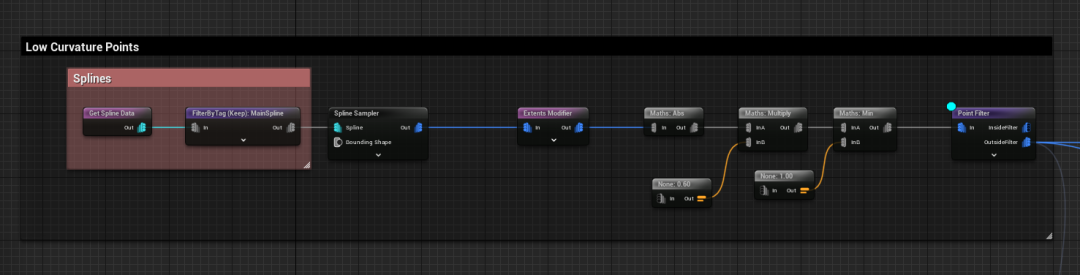 Low Curvature Points
Splines
Get Spline Data
Out
FilterByTag (Keep): MainSpline
In Out
Spline Sampler
Spline Out
Bounding Shape
Extents Modifier
In Out
Maths: Abs
In Out
Maths: Multiply
InA Out
InB
Maths: Min
InA Out
InB
Point Filter
In InsideFilter
OutsideFilter
None: 0.60
In Out
None: 1.00
In Out